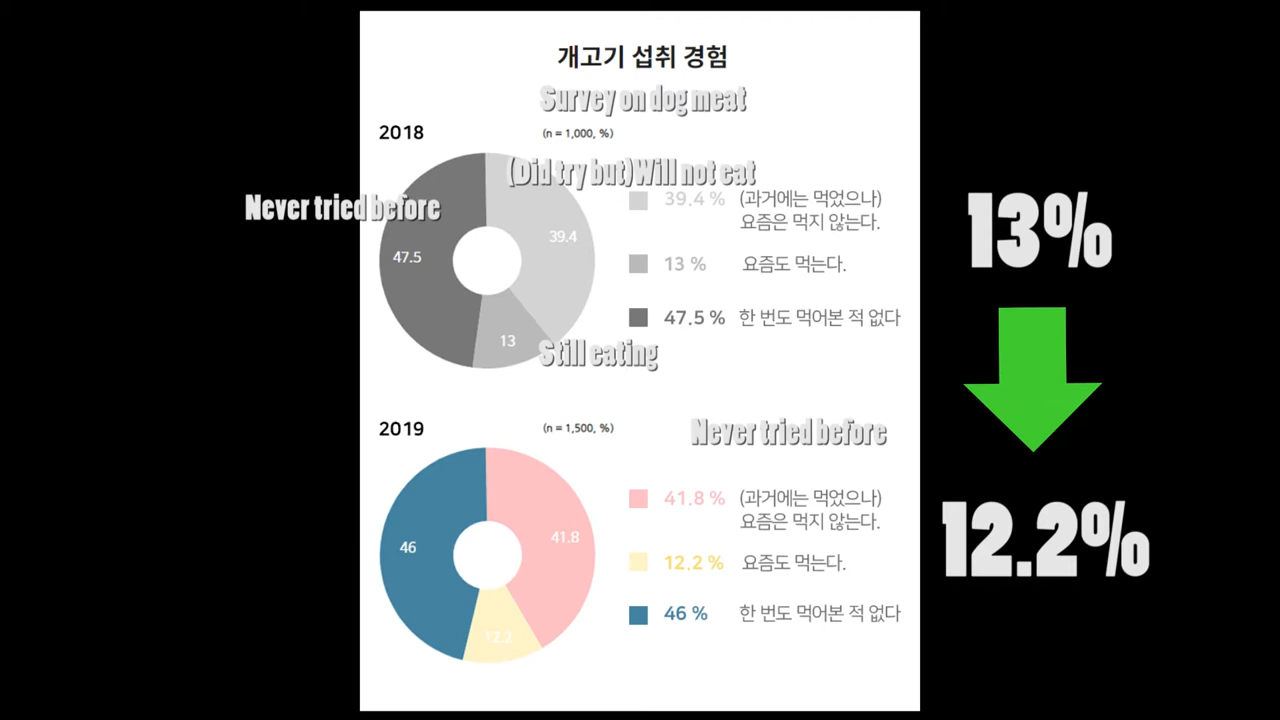 개고기 섭취 경험
Survey on dog meat
2018
(n = 1,000, %)
(Did try but)Will not eat
Never tried before
39.4 % (과거에는 먹었으나)
요즘은 먹지 않는다.
39.4
47.5
13 % 요즘도 먹는다.
47.5 % 한 번도 먹어본 적 없다
13
Still eating
13%
2019
(n = 1,500, %)
Never tried before
41.8 % (과거에는 먹었으나)
요즘은 먹지 않는다.
41.8
46
12.2 % 요즘도 먹는다.
46 % 한 번도 먹어본 적 없다
12.2
12.2%